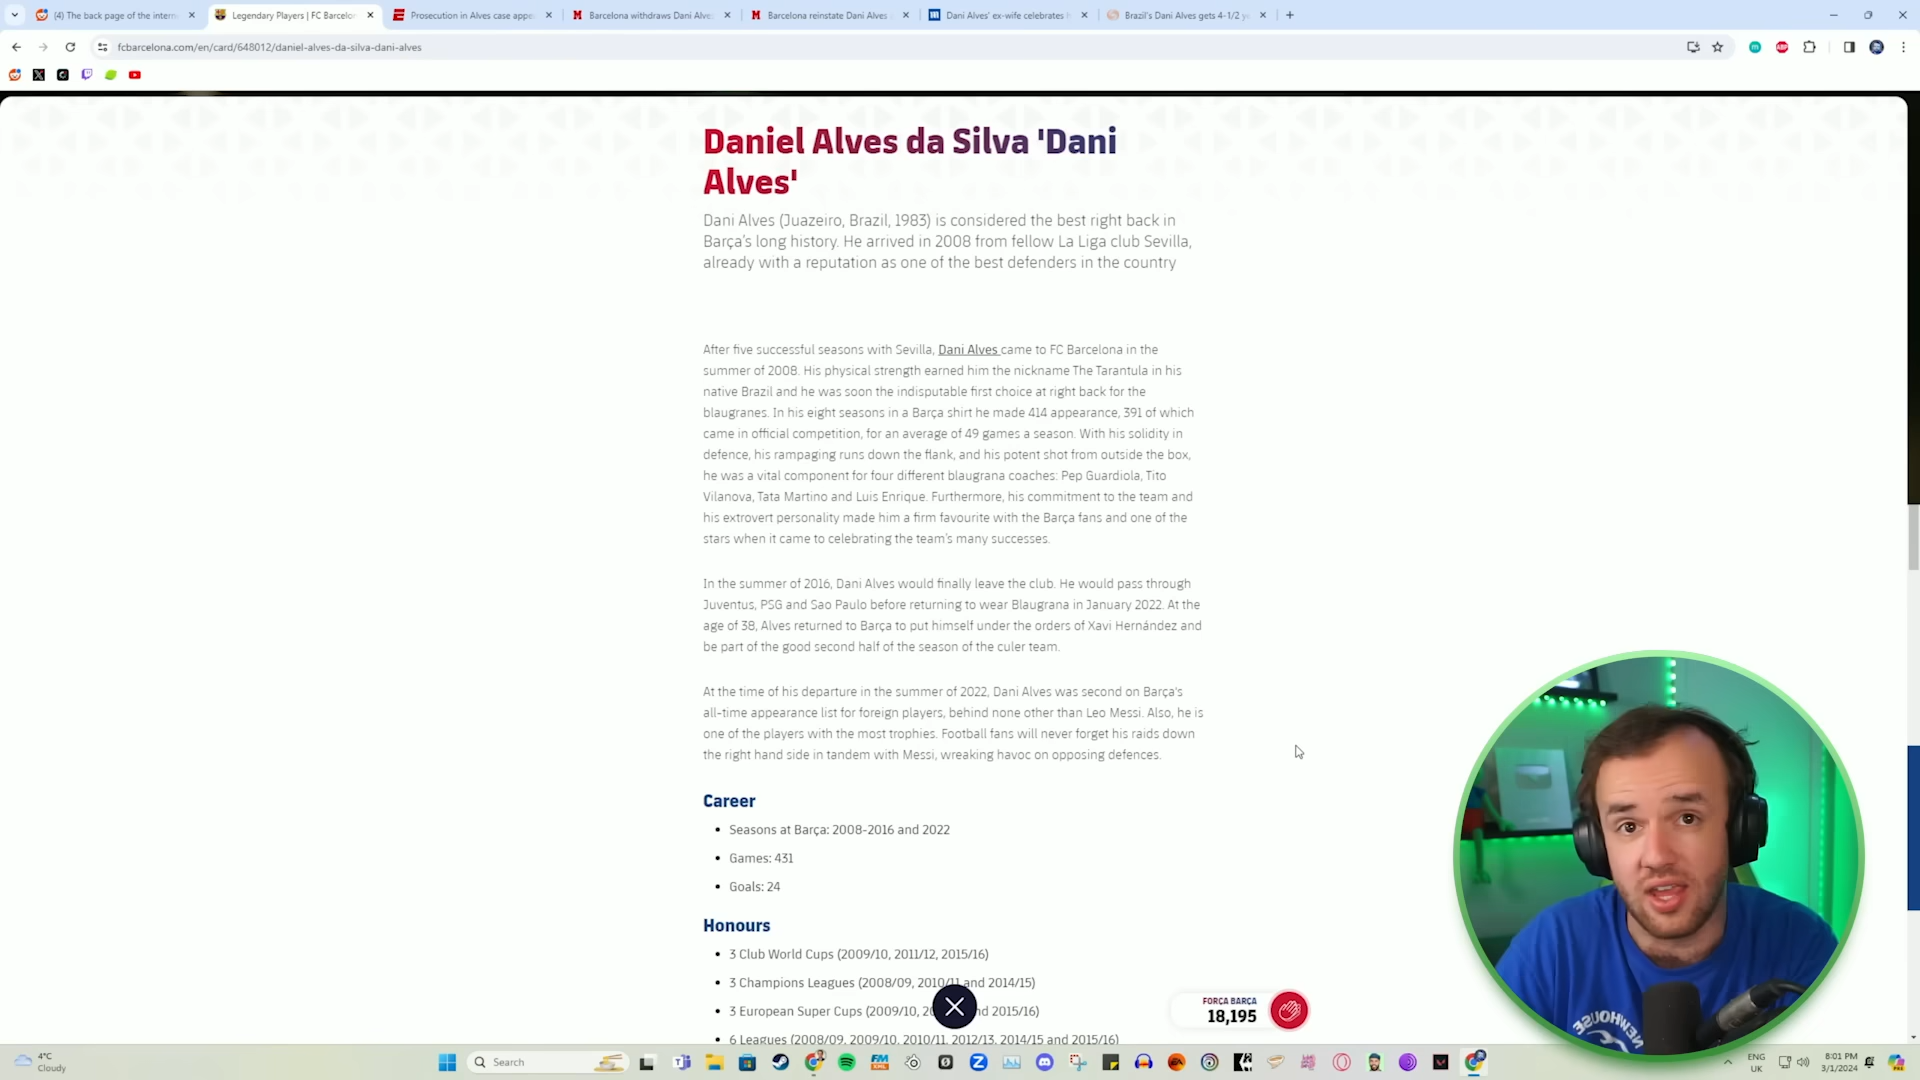 (4) The back page of the intern
Legendary Players | FC Barcelon
Prosecution in Alves case appe
Barcelona withdraws Dani Alve
Barcelona reinstate Dani Alves
Dani Alves' ex-wife celebrates h
Brazil's Dani Alves gets 4-1/2 ye
fcbarcelona.com/en/card/648012/daniel-alves-da-silva-dani-alves
ABP
Daniel Alves da Silva 'Dani
Alves'
Dani Alves (Juazeiro, Brazil, 1983) is considered the best right back in
Barça's long history. He arrived in 2008 from fellow La Liga club Sevilla,
already with a reputation as one of the best defenders in the country
After five successful seasons with Sevilla, Dani Alves came to FC Barcelona in the
summer of 2008. His physical strength earned him the nickname The Tarantula in his
native Brazil and he was soon the indisputable first choice at right back for the
blaugranes. In his eight seasons in a Barça shirt he made 414 appearance, 391 of which
came in official competition, for an average of 49 games a season. With his solidity in
defence, his rampaging runs down the flank, and his potent shot from outside the box,
he was a vital component for four different blaugrana coaches: Pep Guardiola, Tito
Vilanova, Tata Martino and Luis Enrique. Furthermore, his commitment to the team and
his extrovert personality made him a firm favourite with the Barça fans and one of the
stars when it came to celebrating the team's many successes.
In the summer of 2016, Dani Alves would finally leave the club. He would pass through
Juventus, PSG and Sao Paulo before returning to wear Blaugrana in January 2022. At the
age of 38, Alves returned to Barça to put himself under the orders of Xavi Hernández and
be part of the good second half of the season of the culer team.
At the time of his departure in the summer of 2022, Dani Alves was second on Barça's
all-time appearance list for foreign players, behind none other than Leo Messi. Also, he is
one of the players with the most trophies. Football fans will never forget his raids down
the right hand side in tandem with Messi, wreaking havoc on opposing defences.
Career
• Seasons at Barça: 2008-2016 and 2022
• Games: 431
• Goals: 24
Honours
• 3 Club World Cups (2009/10, 2011/12, 2015/16)
• 3 Champions Leagues (2008/09, 2010/11 and 2014/15)
• 3 European Super Cups (2009/10, 20 nd 2015/16)
• 6 Leagues (2008/09, 2009/10, 2010/11, 2012/13, 2014/15 and 2015/16)
FORÇA BARÇA
18,195
NEWHOUSE
4°C
Cloudy
Search
FM
ENG
UK
8:01 PM
3/1/2024